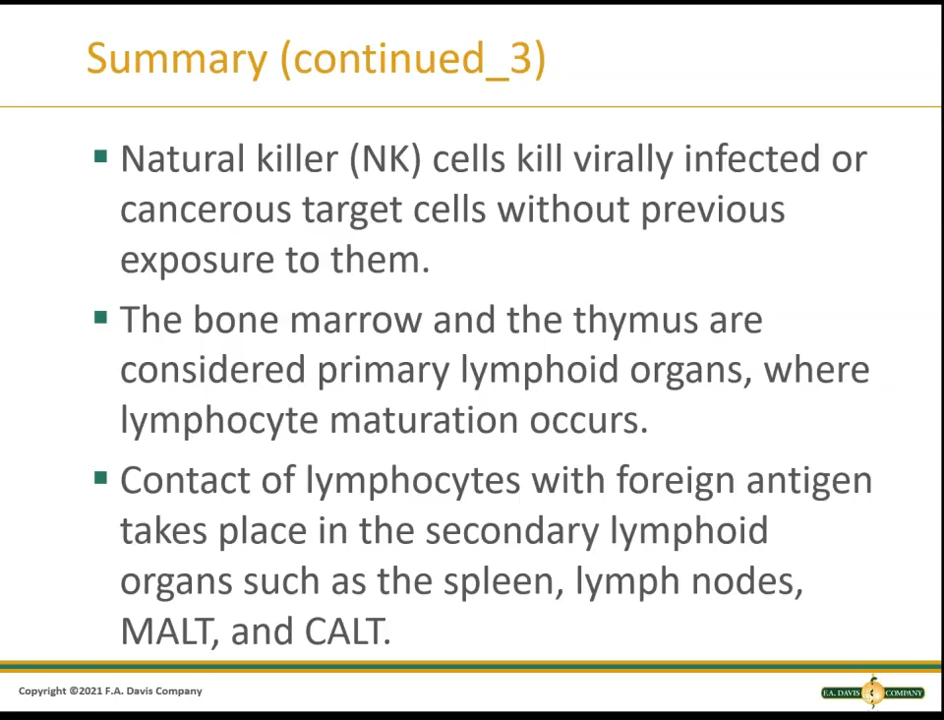 Summary (continued_3)
▪ Natural killer (NK) cells kill virally infected or
cancerous target cells without previous
exposure to them.
▪ The bone marrow and the thymus are
considered primary lymphoid organs, where
lymphocyte maturation occurs.
▪ Contact of lymphocytes with foreign antigen
takes place in the secondary lymphoid
organs such as the spleen, lymph nodes,
MALT, and CALT.
Copyright ©2021 F.A. Davis Company
F.A. DAVIS COMPANY